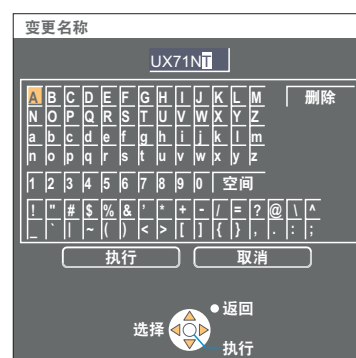 变更名称
UX71NT
A B C D E F G H I J K L M 删除
N O P Q R S T U V W X Y Z
a b c d e f g h i j k l m
n o p q r s t u v w x y z
1 2 3 4 5 6 7 8 9 0 空间
! " # $ % & ' * + - / = ? @ \ ^
_ ` | ~ ( ) < > [ ] { } , . : ;
执行 取消
返回
选择
执行